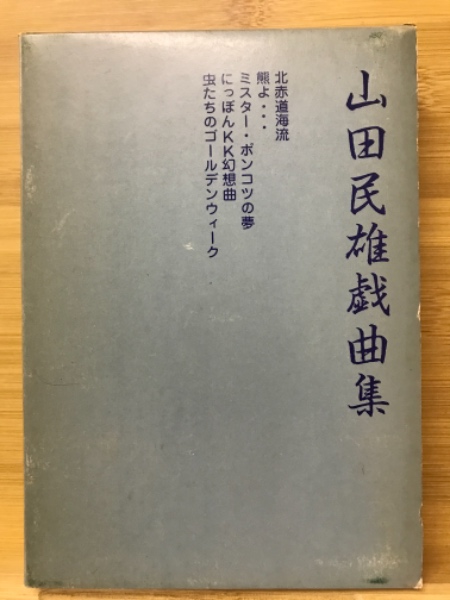 山田民雄戯曲集
北赤道海流
熊よ・・・
ミスター・ポンコツの夢
にっぽんKK幻想曲
虫たちのゴールデンウィーク